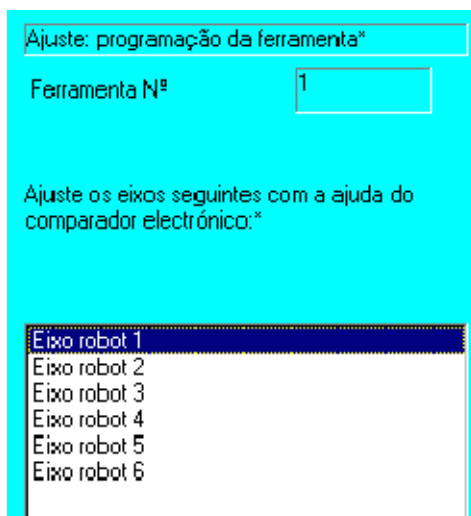 Ajuste: programação da ferramenta*
Ferramenta Nº 1
Ajuste os eixos seguintes com a ajuda do
comparador electrónico:*
Eixo robot 1
Eixo robot 2
Eixo robot 3
Eixo robot 4
Eixo robot 5
Eixo robot 6